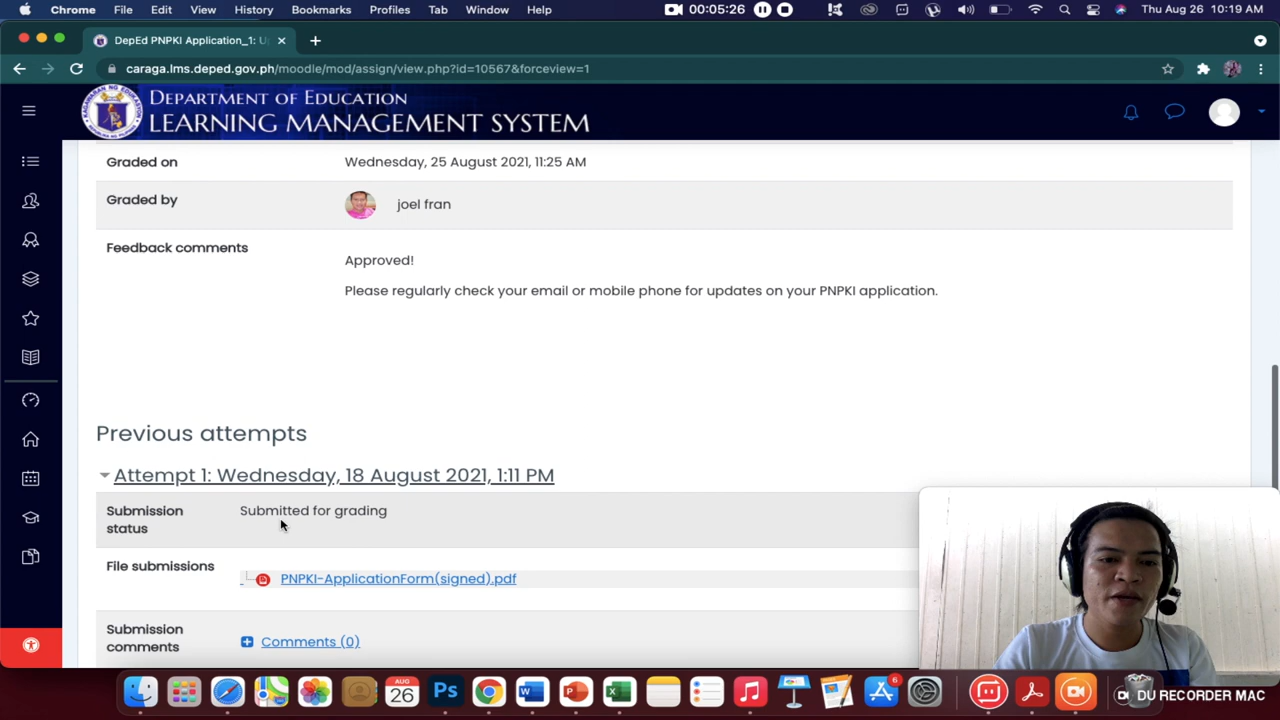 Chrome File Edit View History Bookmarks Profiles Tab Window Help 00:05:26 Thu Aug 26 10:19 AM
DepEd PNPKI Application_1: U
caraga.lms.deped.gov.ph/moodle/mod/assign/view.php?id=10567&forceview=1
DEPARTMENT OF EDUCATION
LEARNING MANAGEMENT SYSTEM
Graded on Wednesday, 25 August 2021, 11:25 AM
Graded by joel fran
Feedback comments
Approved!
Please regularly check your email or mobile phone for updates on your PNPKI application.
Previous attempts
Attempt 1: Wednesday, 18 August 2021, 1:11 PM
Submission status Submitted for grading
File submissions PNPKI-ApplicationForm(signed).pdf
Submission comments Comments (0)
AUG
26
Ps
W
P
X
6
DU RECORDER MAC